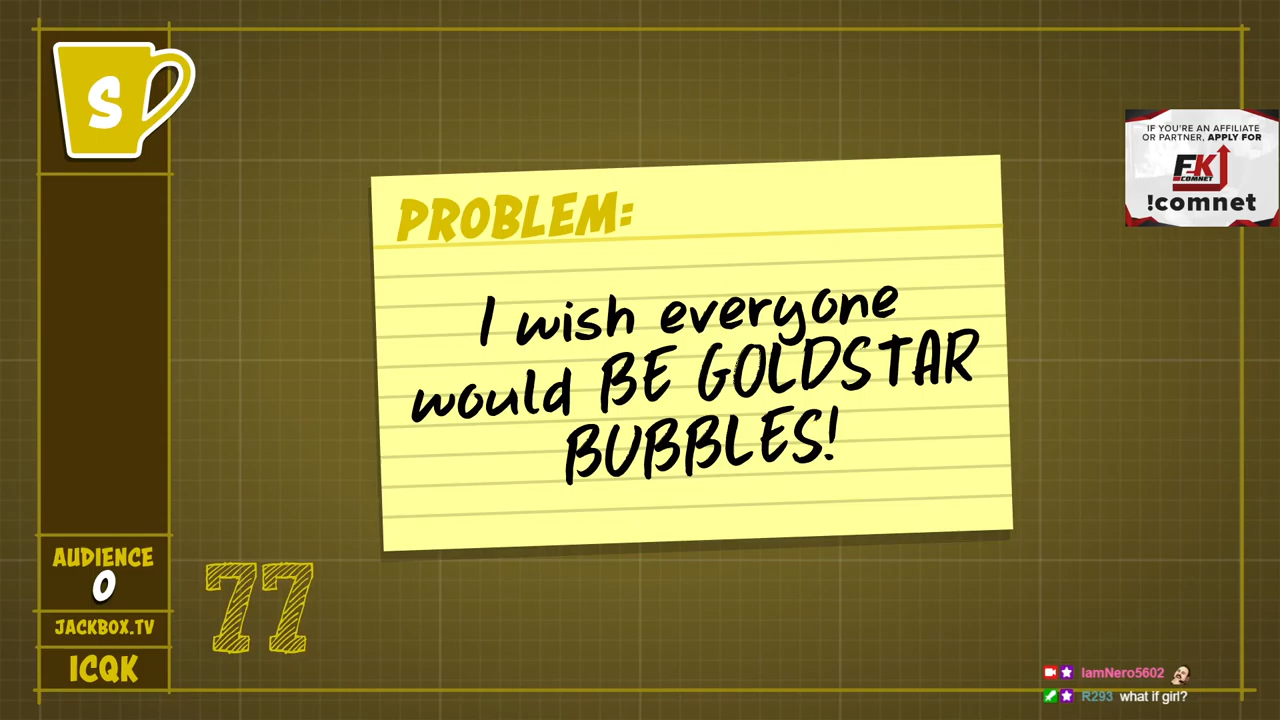 S
PROBLEM:
I wish everyone
would BE GOLDSTAR
BUBBLES!
IF YOU'RE AN AFFILIATE
OR PARTNER, APPLY FOR
FK
COMNET
!comnet
AUDIENCE
0
JACKBOX.TV
ICQK
77
IamNero5602
R293 what if girl?